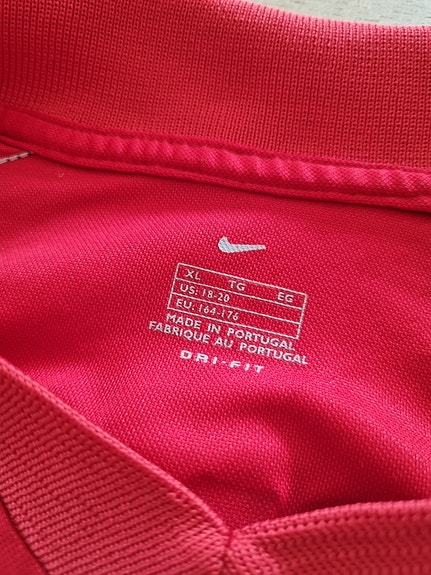 XL TG EG
US: 18-20
EU: 164-176
MADE IN PORTUGAL
FABRIQUE AU PORTUGAL
DRI-FIT